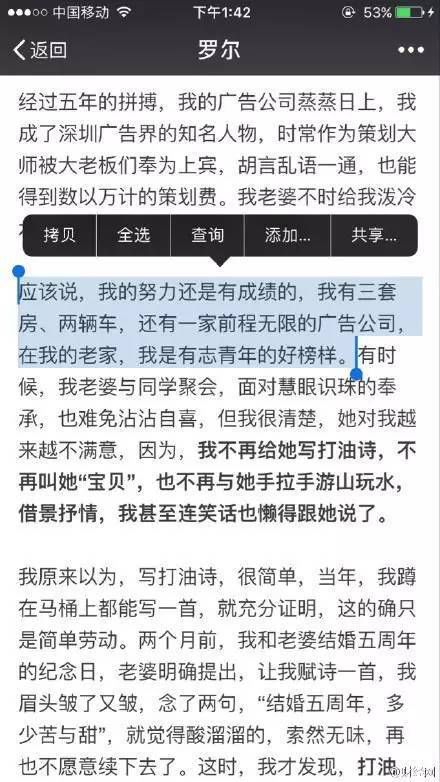 中国移动 下午1:42 53%
返回 罗尔
经过五年的拼搏，我的广告公司蒸蒸日上，我
成了深圳广告界的知名人物，时常作为策划大
师被大老板们奉为上宾，胡言乱语一通，也能
得到数以万计的策划费。我老婆不时给我泼冷
拷贝 全选 查询 添加... 共享...
应该说，我的努力还是有成绩的，我有三套
房、两辆车，还有一家前程无限的广告公司，
在我的老家，我是有志青年的好榜样。有时
候，我老婆与同学聚会，面对慧眼识珠的奉
承，也难免沾沾自喜，但我很清楚，她对我越
来越不满意，因为，我不再给她写打油诗，不
再叫她“宝贝”，也不再与她手拉手游山玩水，
借景抒情，我甚至连笑话也懒得跟她说了。
我原来以为，写打油诗，很简单，当年，我蹲
在马桶上都能写一首，就充分证明，这的确只
是简单劳动。两个月前，我和老婆结婚五周年
的纪念日，老婆明确提出，让我赋诗一首，我
眉头皱了又皱，念了两句，“结婚五周年，多
少苦与甜”，就觉得酸溜溜的，索然无味，再
也不愿意续下去了。这时，我才发现，打油